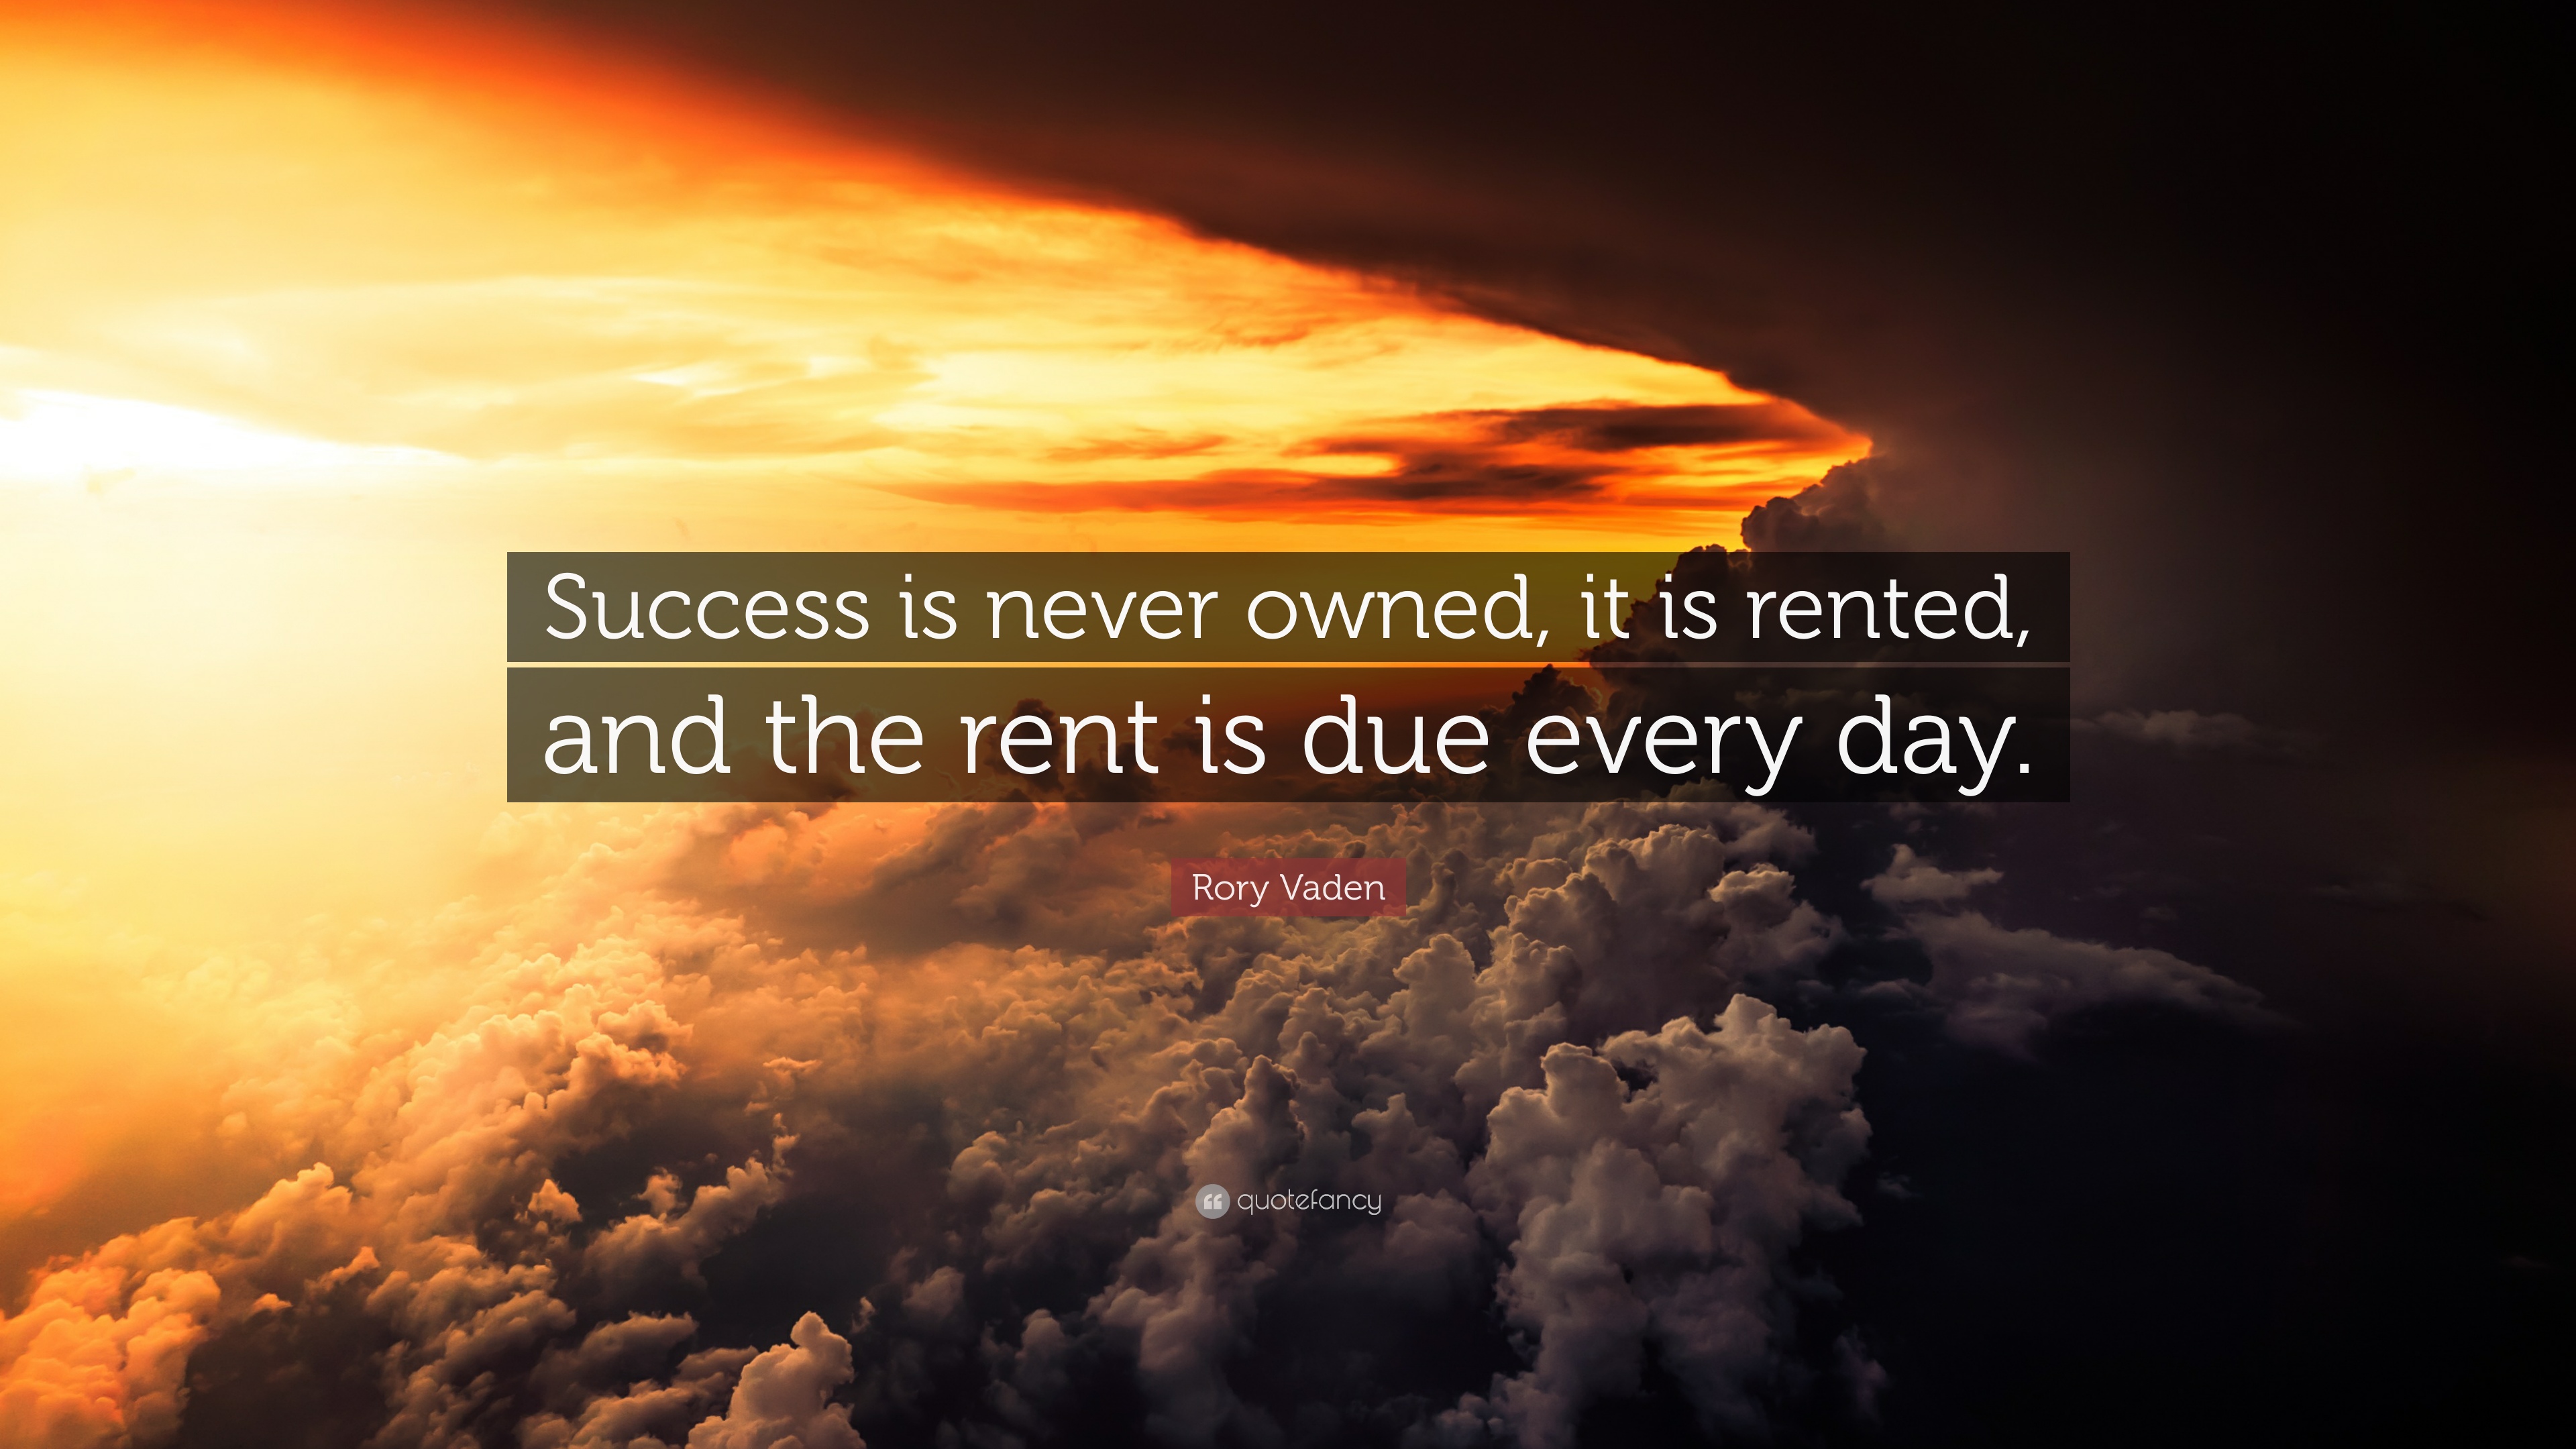 Success is never owned, it is rented,
and the rent is due every day.
Rory Vaden
quotefancy